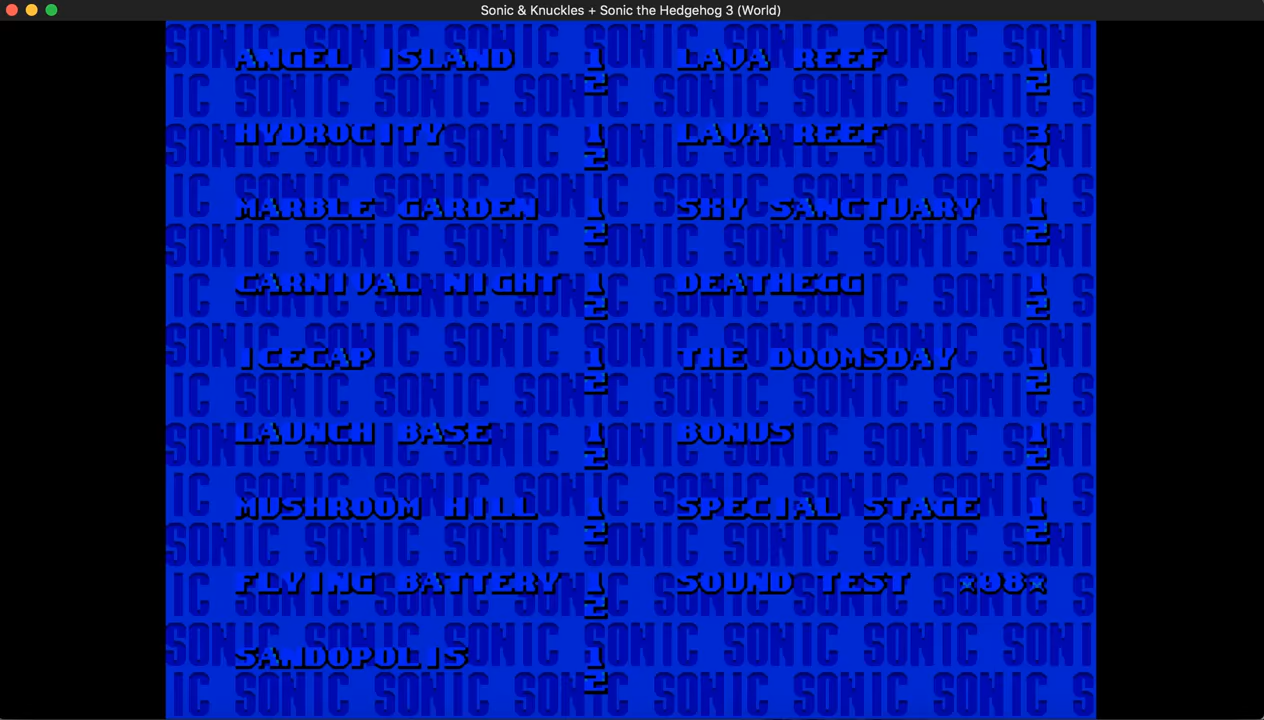 Sonic & Knuckles + Sonic the Hedgehog 3 (World)
ANGEL ISLAND 1
2
HYDROCITY 1
2
MARBLE GARDEN 1
2
CARNIVAL NIGHT 1
2
ICECAP 1
2
LAUNCH BASE 1
2
MUSHROOM HILL 1
2
FLYING BATTERY 1
2
SANDOPOLIS 1
2
LAVA REEF 1
2
LAVA REEF 3
4
SKY SANCTUARY 1
2
DEATHEGG 1
2
THE DOOMSDAY 1
2
BONUS 1
2
SPECIAL STAGE 1
2
SOUND TEST *08*